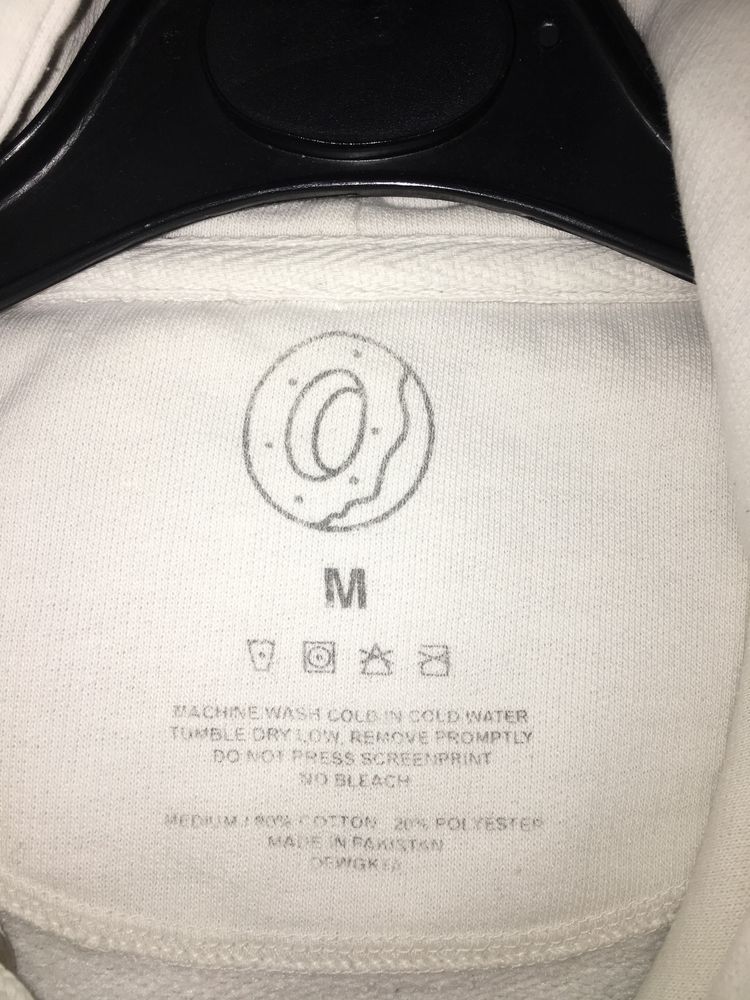 M
MACHINE WASH COLD IN COLD WATER
TUMBLE DRY LOW, REMOVE PROMPTLY
DO NOT PRESS SCREENPRINT
NO BLEACH
MEDIUM / 80% COTTON 20% POLYESTER
MADE IN PAKISTAN